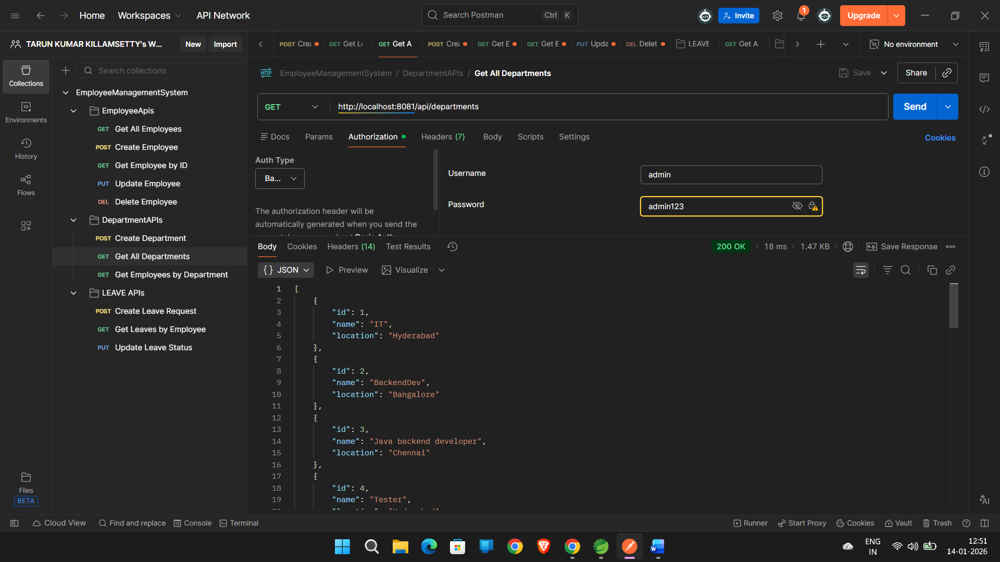 Home
Workspaces
API Network
Search Postman
Ctrl K
Invite
1
Upgrade
TARUN KUMAR KILLAMSETTY's W...
New
Import
POST Crea
GET Get Le
GET Get A
POST Crea
GET Get E
GET Get E
PUT Upda
DEL Delet
LEAVE
GET Get A
No environment
Collections
Environments
History
Flows
Files
BETA
Search collections
EmployeeManagementSystem
EmployeeApis
GET Get All Employees
POST Create Employee
GET Get Employee by ID
PUT Update Employee
DEL Delete Employee
DepartmentAPIs
POST Create Department
GET Get All Departments
GET Get Employees by Department
LEAVE APIs
POST Create Leave Request
GET Get Leaves by Employee
PUT Update Leave Status
HTTP EmployeeManagementSystem / DepartmentAPIs / Get All Departments
Save
Share
GET
http://localhost:8081/api/departments
Send
Docs
Params
Authorization
Headers (7)
Body
Scripts
Settings
Cookies
Auth Type
Ba...
The authorization header will be
automatically generated when you send the
Username
admin
Password
admin123
Body
Cookies
Headers (14)
Test Results
200 OK
18 ms
1.47 KB
e.g. Save Response
{} JSON
Preview
Visualize
1 [
2 {
3 "id": 1,
4 "name": "IT",
5 "location": "Hyderabad"
6 },
7 {
8 "id": 2,
9 "name": "BackendDev",
10 "location": "Bangalore"
11 },
12 {
13 "id": 3,
14 "name": "Java backend developer",
15 "location": "Chennai"
16 },
17 {
18 "id": 4,
19 "name": "Tester",
Cloud View
Find and replace
Console
Terminal
Runner
Start Proxy
Cookies
Vault
Trash
ENG
IN
12:51
14-01-2026